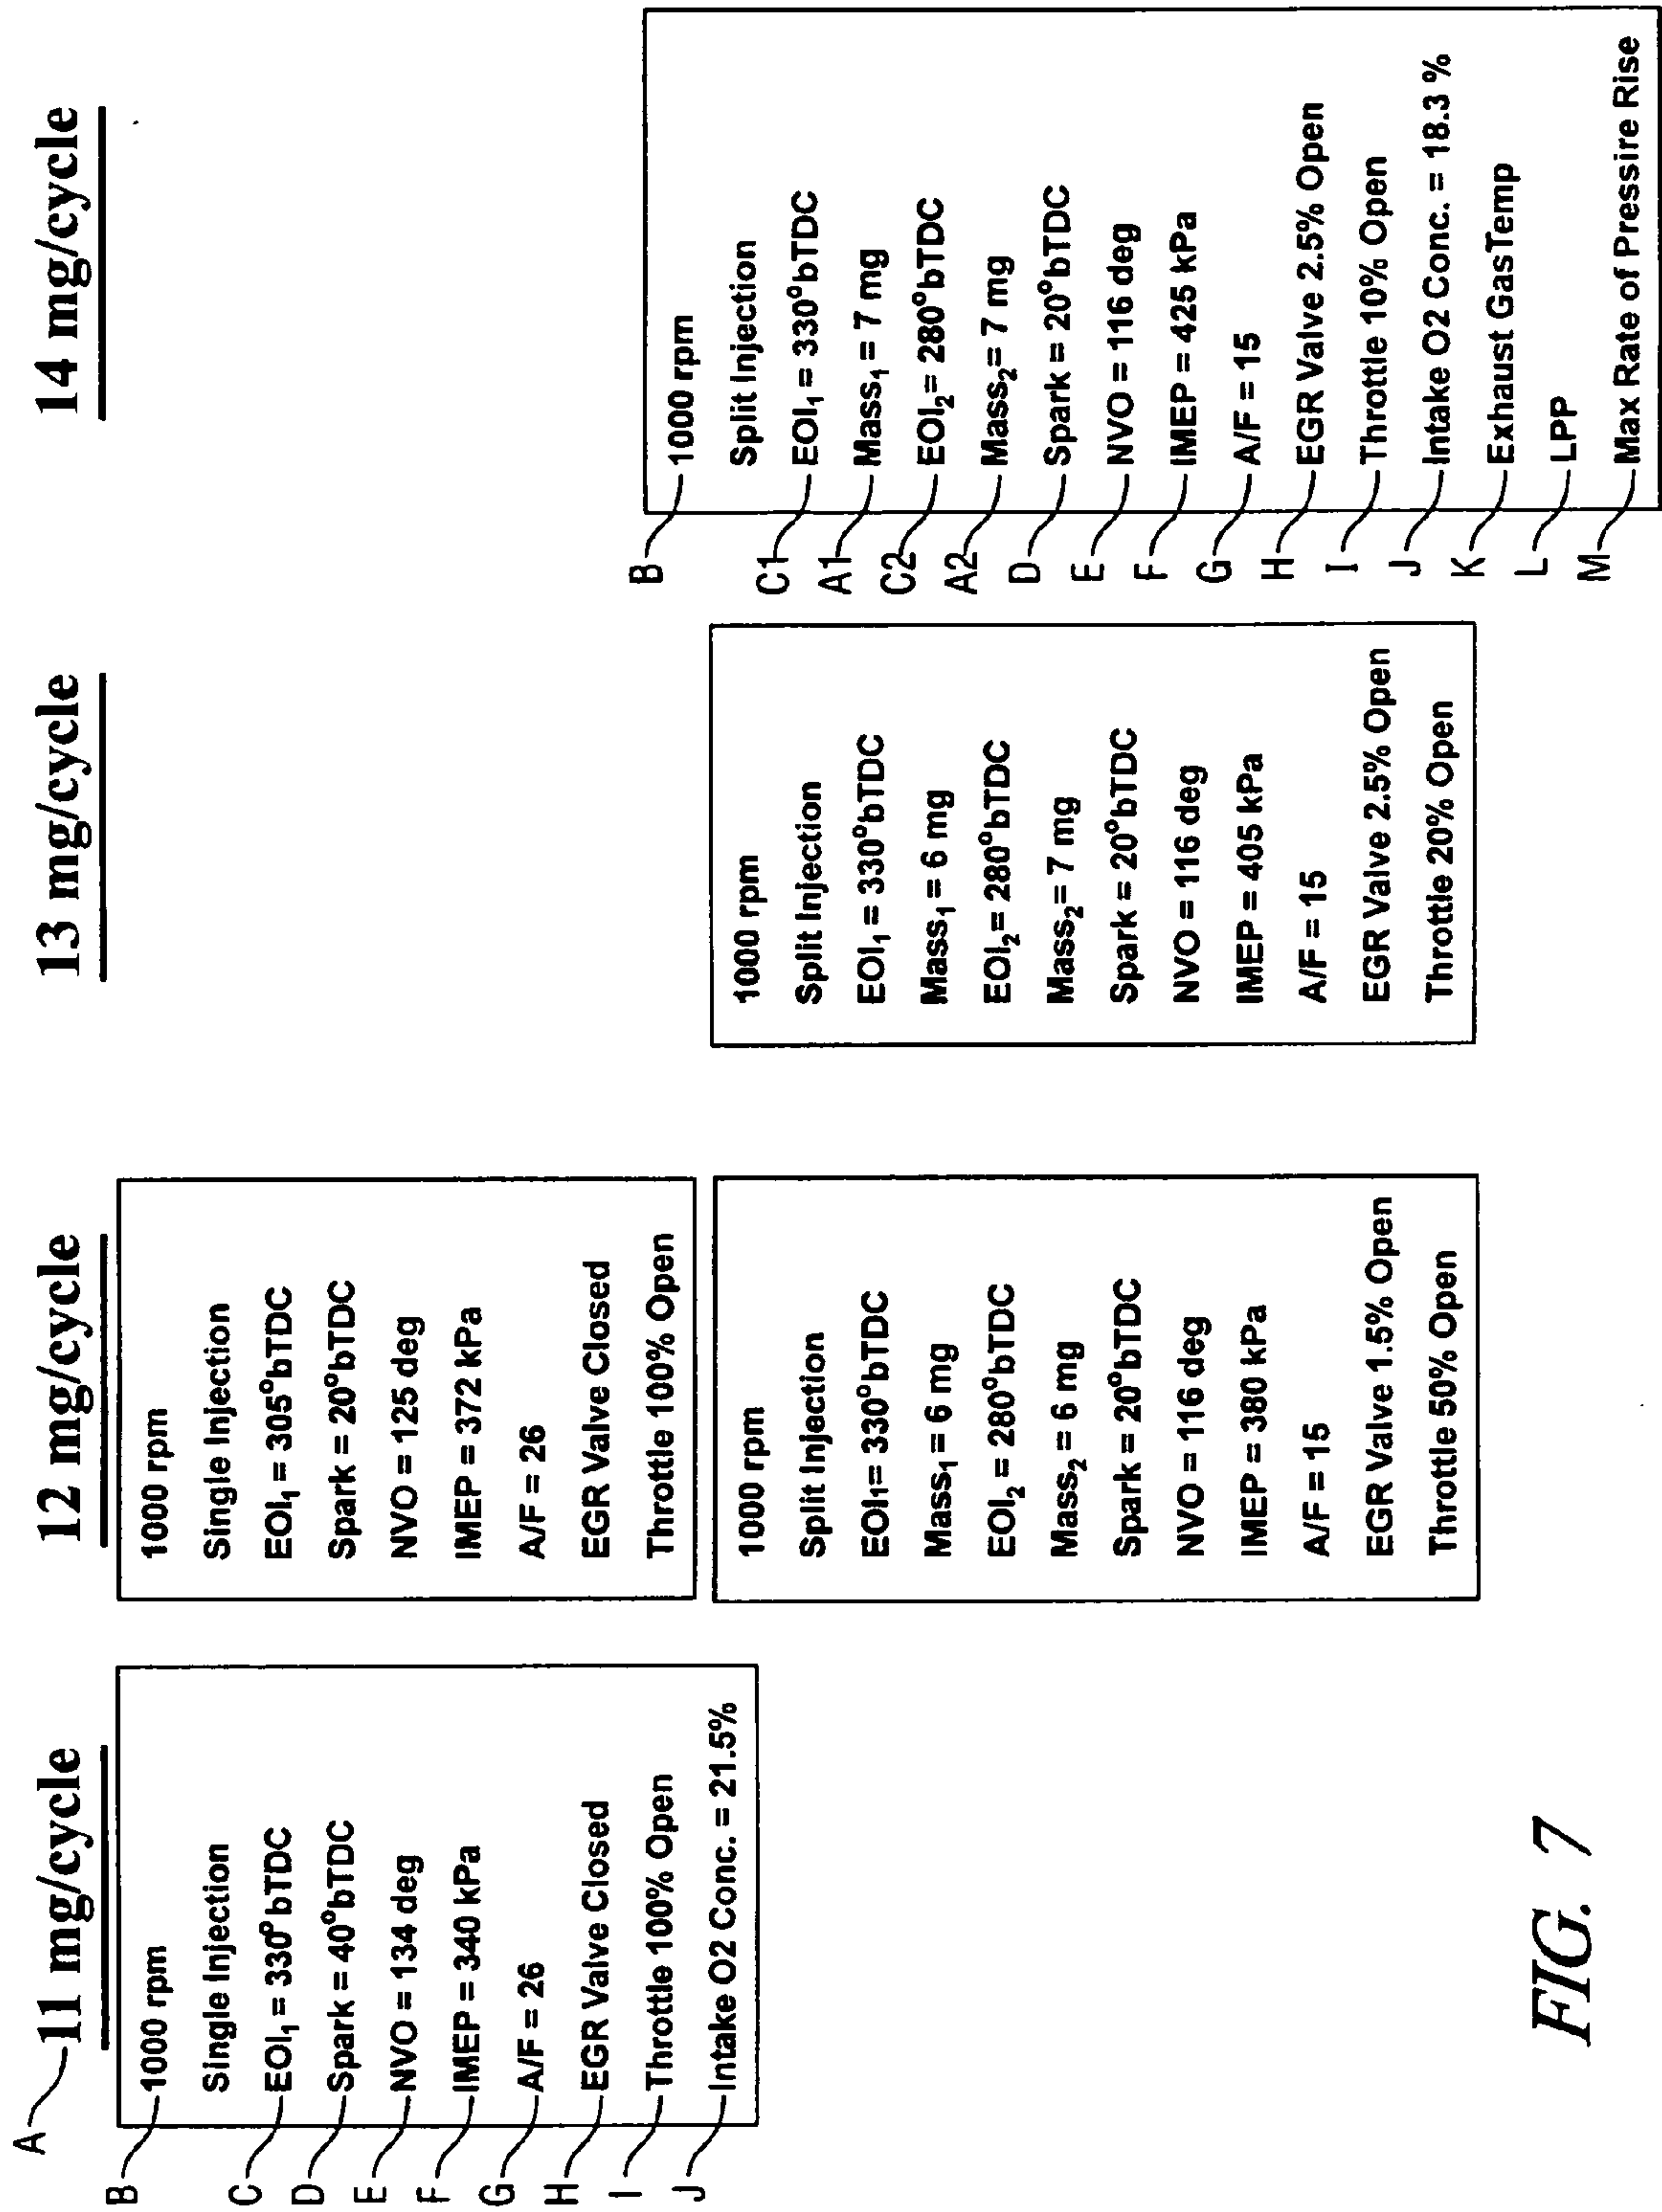 A
11 mg/cycle
B
1000 rpm
Single Injection
C
EOI₁ = 330°bTDC
D
Spark = 40°bTDC
E
NVO = 134 deg
F
IMEP = 340 kPa
G
A/F = 26
H
EGR Valve Closed
I
Throttle 100% Open
J
Intake O2 Conc. = 21.5%
12 mg/cycle
1000 rpm
Single Injection
EOI₁ = 305°bTDC
Spark = 20°bTDC
NVO = 125 deg
IMEP = 372 kPa
A/F = 26
EGR Valve Closed
Throttle 100% Open
1000 rpm
Split Injection
EOI₁= 330°bTDC
Mass₁ = 6 mg
EOI₂ = 280°bTDC
Mass₂ = 6 mg
Spark = 20°bTDC
NVO = 116 deg
IMEP = 380 kPa
A/F = 15
EGR Valve 1.5% Open
Throttle 50% Open
13 mg/cycle
1000 rpm
Split Injection
EOI₁ = 330°bTDC
Mass₁ = 6 mg
EOI₂= 280°bTDC
Mass₂= 7 mg
Spark = 20°bTDC
NVO = 116 deg
IMEP = 405 kPa
A/F = 15
EGR Valve 2.5% Open
Throttle 20% Open
14 mg/cycle
B
1000 rpm
Split Injection
C1
EOI₁ = 330°bTDC
A1
Mass₁ = 7 mg
C2
EOI₂= 280°bTDC
A2
Mass₂= 7 mg
D
Spark = 20°bTDC
E
NVO = 116 deg
F
IMEP = 425 kPa
G
A/F = 15
H
EGR Valve 2.5% Open
I
Throttle 10% Open
J
Intake O2 Conc. = 18.3 %
K
Exhaust GasTemp
L
LPP
M
Max Rate of Pressire Rise
FIG. 7